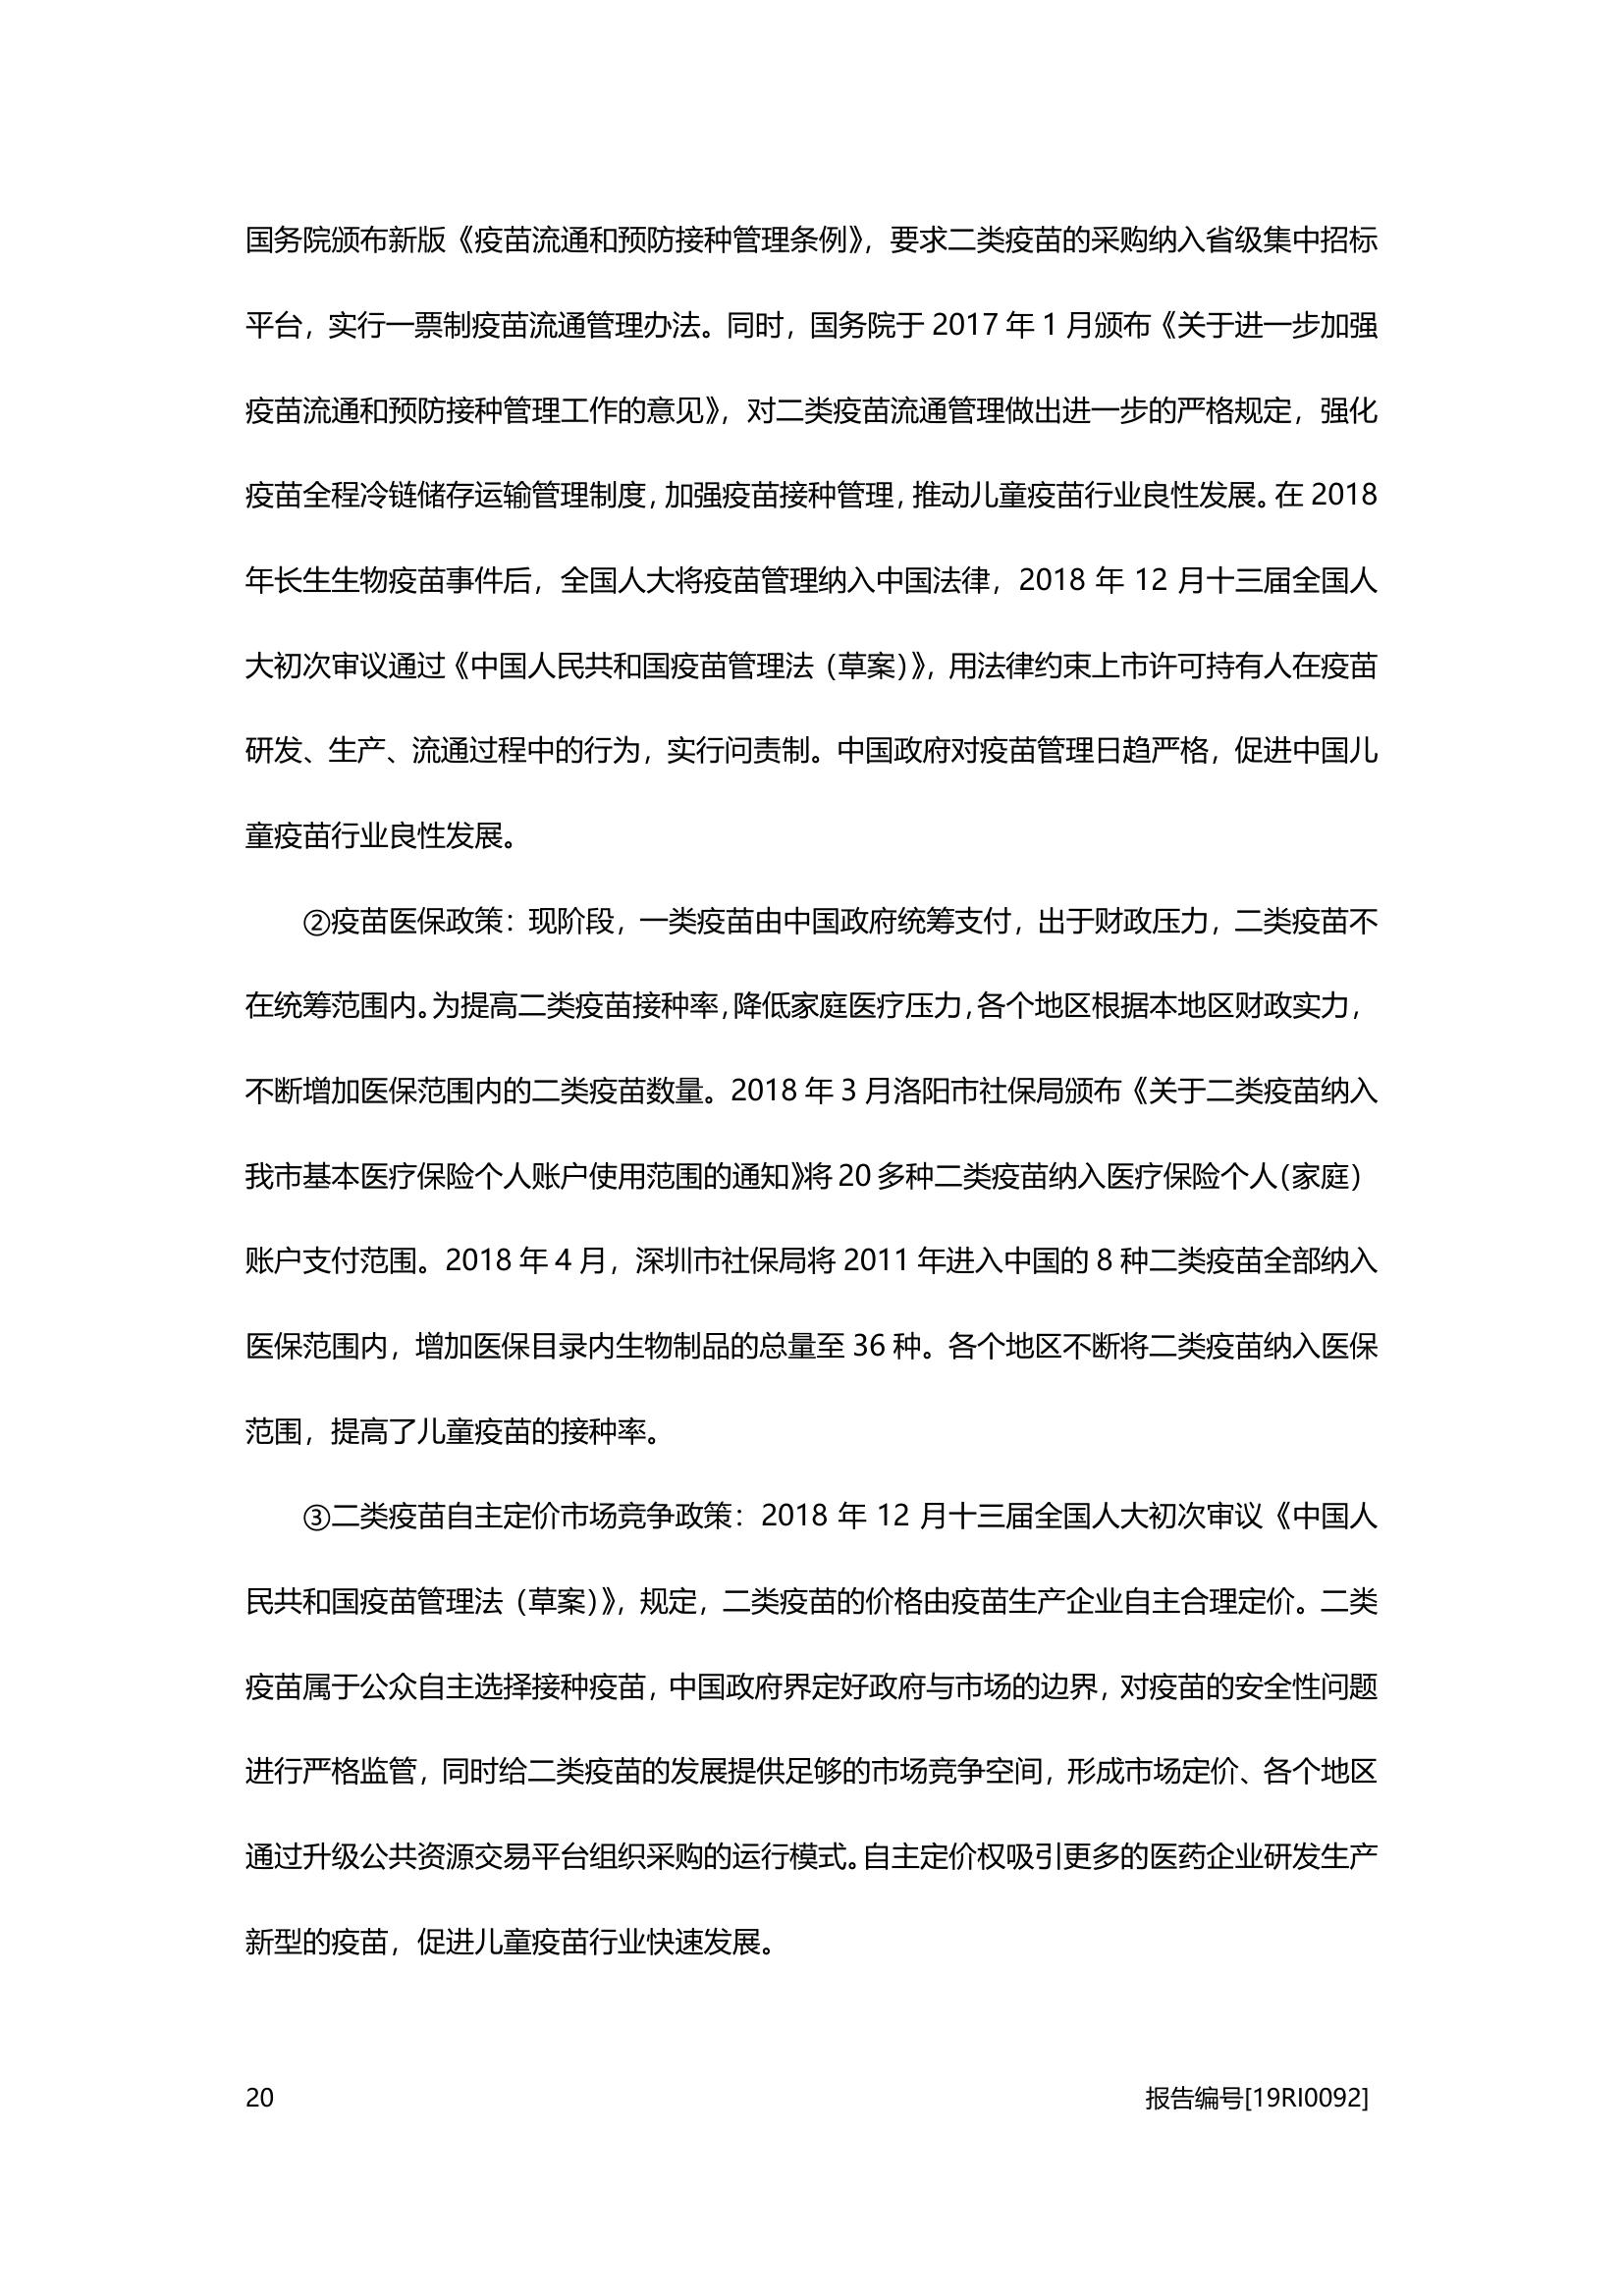 国务院颁布新版《疫苗流通和预防接种管理条例》，要求二类疫苗的采购纳入省级集中招标
平台，实行一票制疫苗流通管理办法。同时，国务院于 2017 年 1 月颁布《关于进一步加强
疫苗流通和预防接种管理工作的意见》，对二类疫苗流通管理做出进一步的严格规定，强化
疫苗全程冷链储存运输管理制度，加强疫苗接种管理，推动儿童疫苗行业良性发展。在 2018
年长生生物疫苗事件后，全国人大将疫苗管理纳入中国法律，2018 年 12 月十三届全国人
大初次审议通过《中国人民共和国疫苗管理法（草案）》，用法律约束上市许可持有人在疫苗
研发、生产、流通过程中的行为，实行问责制。中国政府对疫苗管理日趋严格，促进中国儿
童疫苗行业良性发展。
②疫苗医保政策：现阶段，一类疫苗由中国政府统筹支付，出于财政压力，二类疫苗不
在统筹范围内。为提高二类疫苗接种率，降低家庭医疗压力，各个地区根据本地区财政实力，
不断增加医保范围内的二类疫苗数量。2018 年 3 月洛阳市社保局颁布《关于二类疫苗纳入
我市基本医疗保险个人账户使用范围的通知》将 20 多种二类疫苗纳入医疗保险个人（家庭）
账户支付范围。2018 年 4 月，深圳市社保局将 2011 年进入中国的 8 种二类疫苗全部纳入
医保范围内，增加医保目录内生物制品的总量至 36 种。各个地区不断将二类疫苗纳入医保
范围，提高了儿童疫苗的接种率。
③二类疫苗自主定价市场竞争政策：2018 年 12 月十三届全国人大初次审议《中国人
民共和国疫苗管理法（草案）》，规定，二类疫苗的价格由疫苗生产企业自主合理定价。二类
疫苗属于公众自主选择接种疫苗，中国政府界定好政府与市场的边界，对疫苗的安全性问题
进行严格监管，同时给二类疫苗的发展提供足够的市场竞争空间，形成市场定价、各个地区
通过升级公共资源交易平台组织采购的运行模式。自主定价权吸引更多的医药企业研发生产
新型的疫苗，促进儿童疫苗行业快速发展。
20 报告编号[19RI0092]